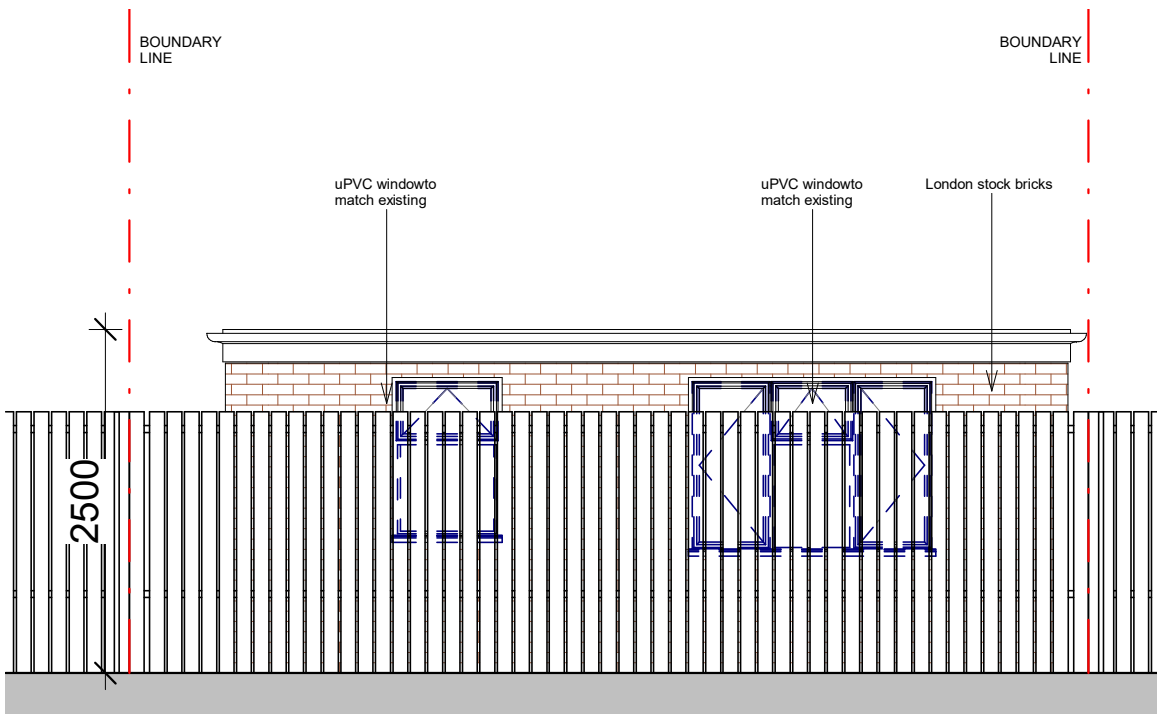 BOUNDARY
LINE
BOUNDARY
LINE
uPVC windowto
match existing
uPVC windowto
match existing
London stock bricks
2500